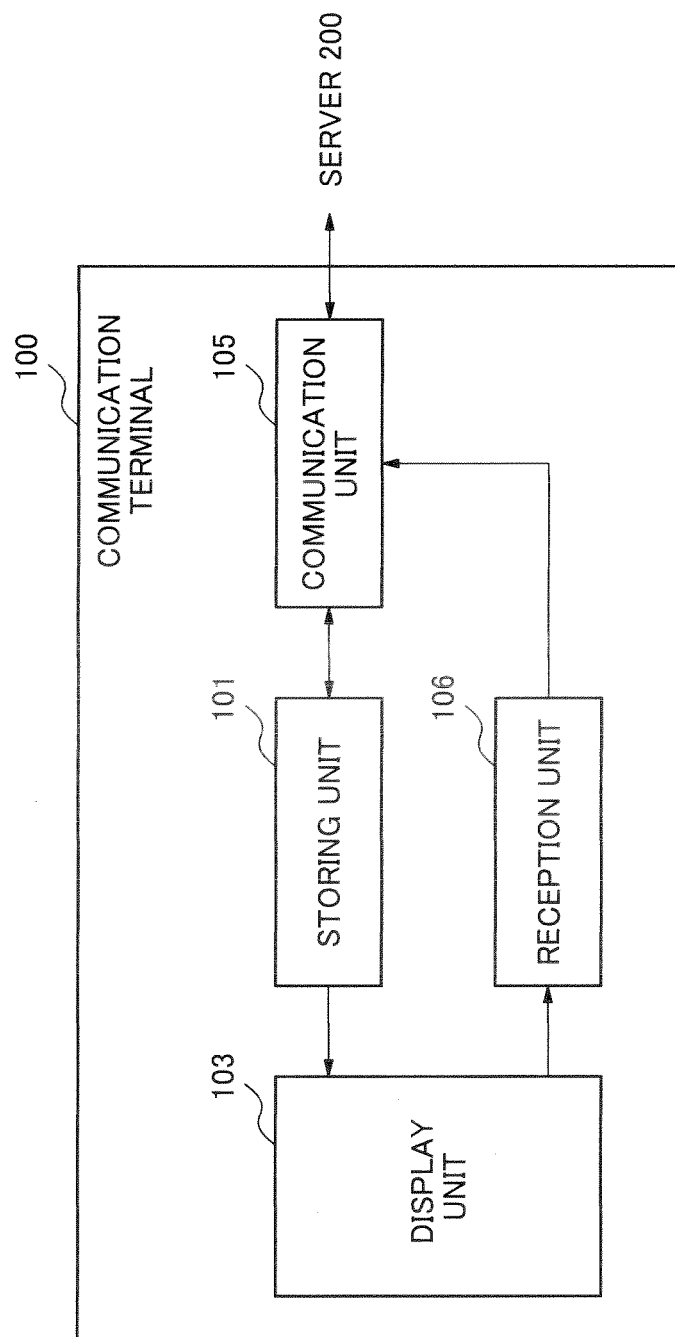 100
COMMUNICATION
TERMINAL
103
DISPLAY
UNIT
101
STORING UNIT
105
COMMUNICATION
UNIT
SERVER 200
106
RECEPTION UNIT